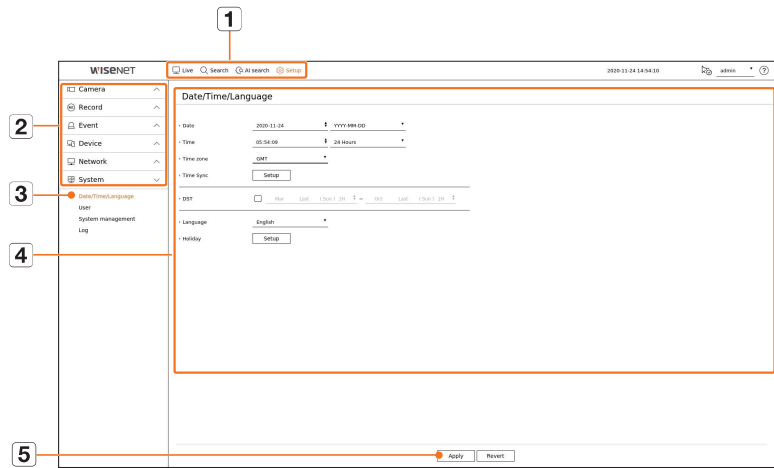 1
WISENET
Live Search AI search Setup
2020-11-24 14:54:10
admin ?
Camera
Record
Event
Device
Network
System
Date/Time/Language
User
System management
Log
2
3
4
5
Date/Time/Language
Date 2020-11-24 YYYY-MM-DD
Time 05:54:09 24 Hours
Time zone GMT
Time Sync Setup
DST Mar Last (Sun) 1H ~ Oct Last (Sun) 1H
Language English
Holiday Setup
Apply Revert